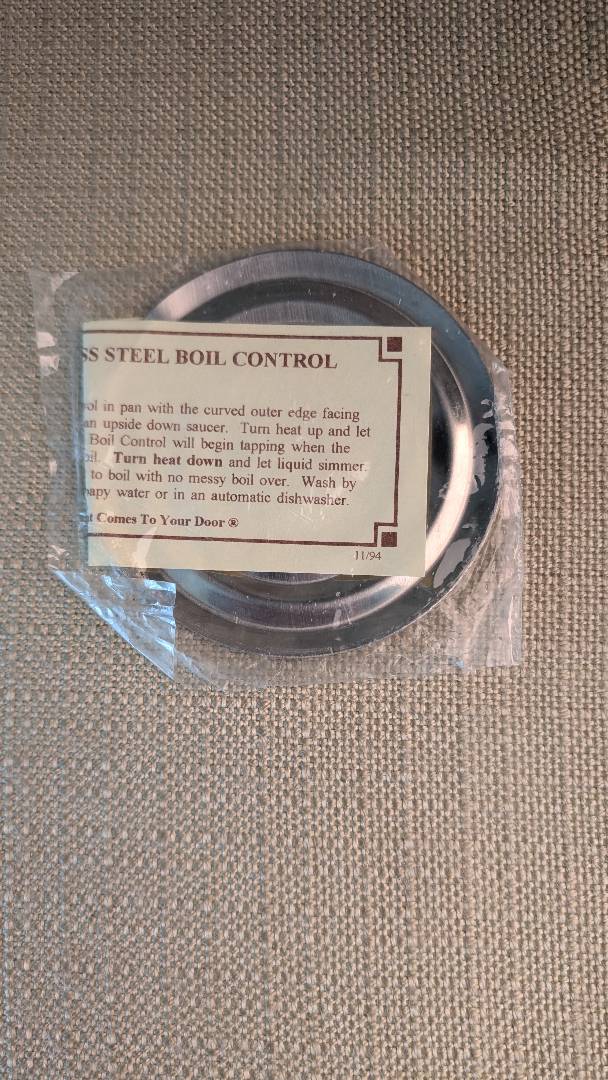 SS STEEL BOIL CONTROL
ol in pan with the curved outer edge facing
an upside down saucer. Turn heat up and let
Boil Control will begin tapping when the
oil. Turn heat down and let liquid simmer.
to boil with no messy boil over. Wash by
oapy water or in an automatic dishwasher.
at Comes To Your Door ®
11/94